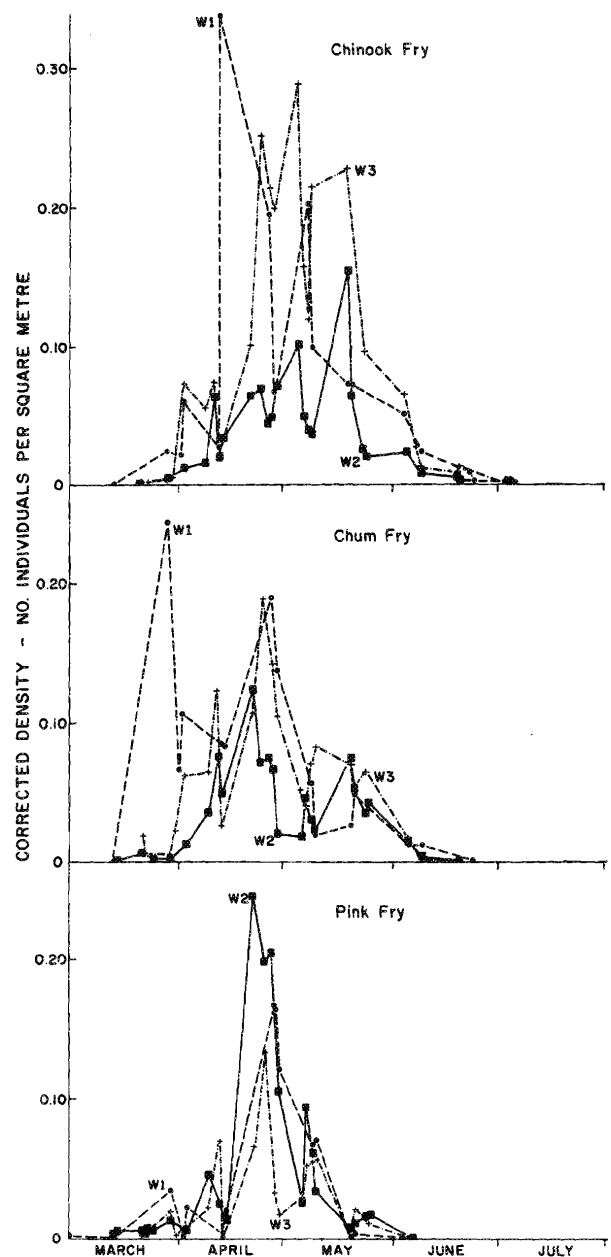 CORRECTED DENSITY - NO. INDIVIDUALS PER SQUARE METRE
Chinook Fry
0.30
0.20
0.10
0
W1
W3
W2
Chum Fry
0.20
0.10
0
W1
W3
W2
Pink Fry
0.20
0.10
0
W2
W1
W3
MARCH APRIL MAY JUNE JULY